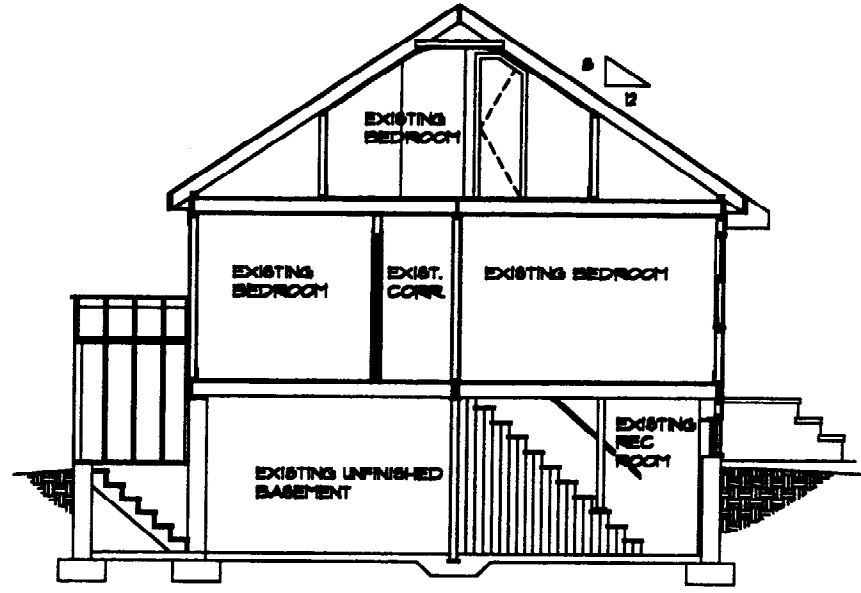 8
12
EXISTING
BEDROOM
EXISTING
BEDROOM
EXIST.
CORR.
EXISTING BEDROOM
EXISTING UNFINISHED
BASEMENT
EXISTING
REC
ROOM